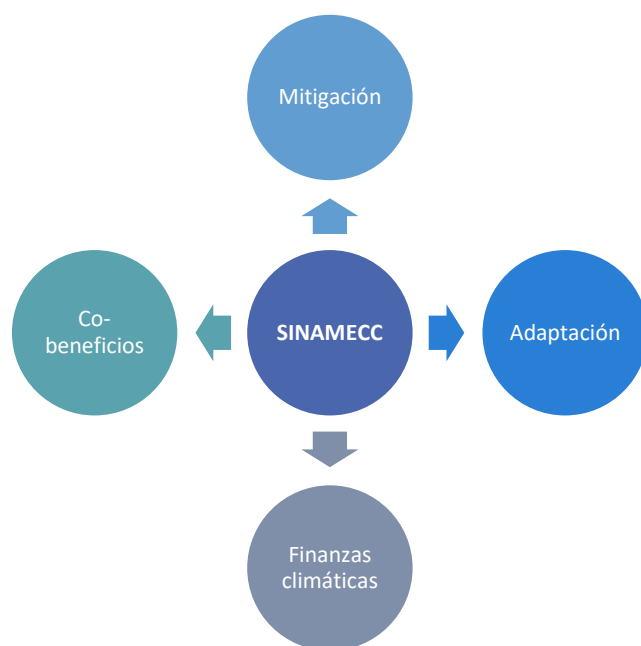 Mitigación
Co-
beneficios
SINAMECC
Adaptación
Finanzas
climáticas